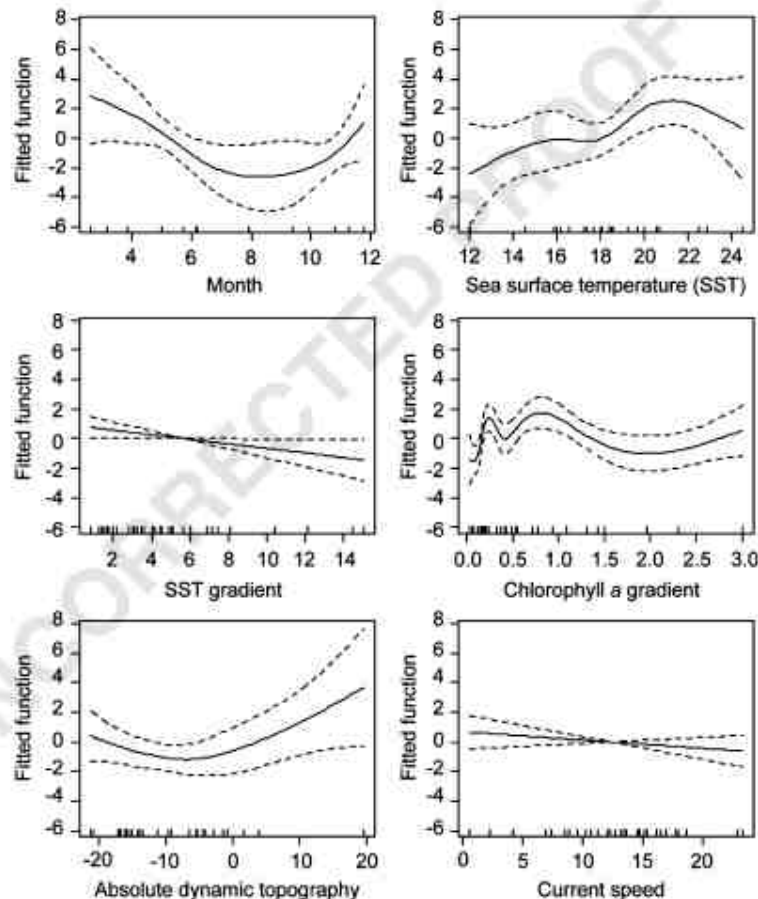 8
6
4
2
0
-2
-4
-6
4 6 8 10 12
Fitted function
Month
8
6
4
2
0
-2
-4
-6
12 14 16 18 20 22 24
Fitted function
Sea surface temperature (SST)
8
6
4
2
0
-2
-4
-6
2 4 6 8 10 12 14
Fitted function
SST gradient
8
6
4
2
0
-2
-4
-6
0.0 0.5 1.0 1.5 2.0 2.5 3.0
Fitted function
Chlorophyll a gradient
8
6
4
2
0
-2
-4
-6
-20 -10 0 10 20
Fitted function
Absolute dynamic topography
8
6
4
2
0
-2
-4
-6
0 5 10 15 20
Fitted function
Current speed
CORRECTED PROOF